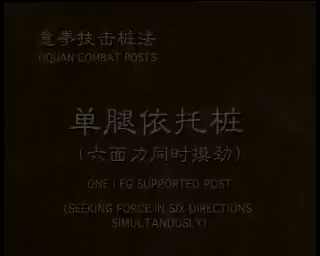 意拳技击桩法
YIQUAN COMBAT POSTS
单腿依托桩
(六面力同时摸劲)
ONE LEG SUPPORTED POST
(SEEKING FORCE IN SIX DIRECTIONS
SIMULTANOUSLY)